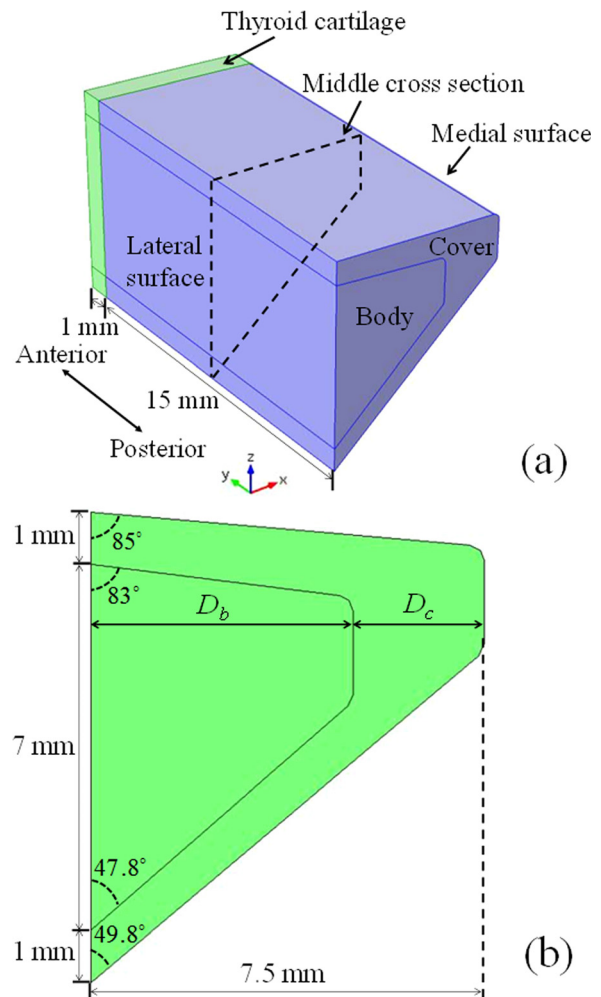 Thyroid cartilage
Middle cross section
Medial surface
Cover
Lateral
surface
Body
1 mm
Anterior
15 mm
Posterior
z
y
x
(a)
1 mm
85°
83°
D_b
D_c
7 mm
47.8°
49.8°
1 mm
7.5 mm
(b)